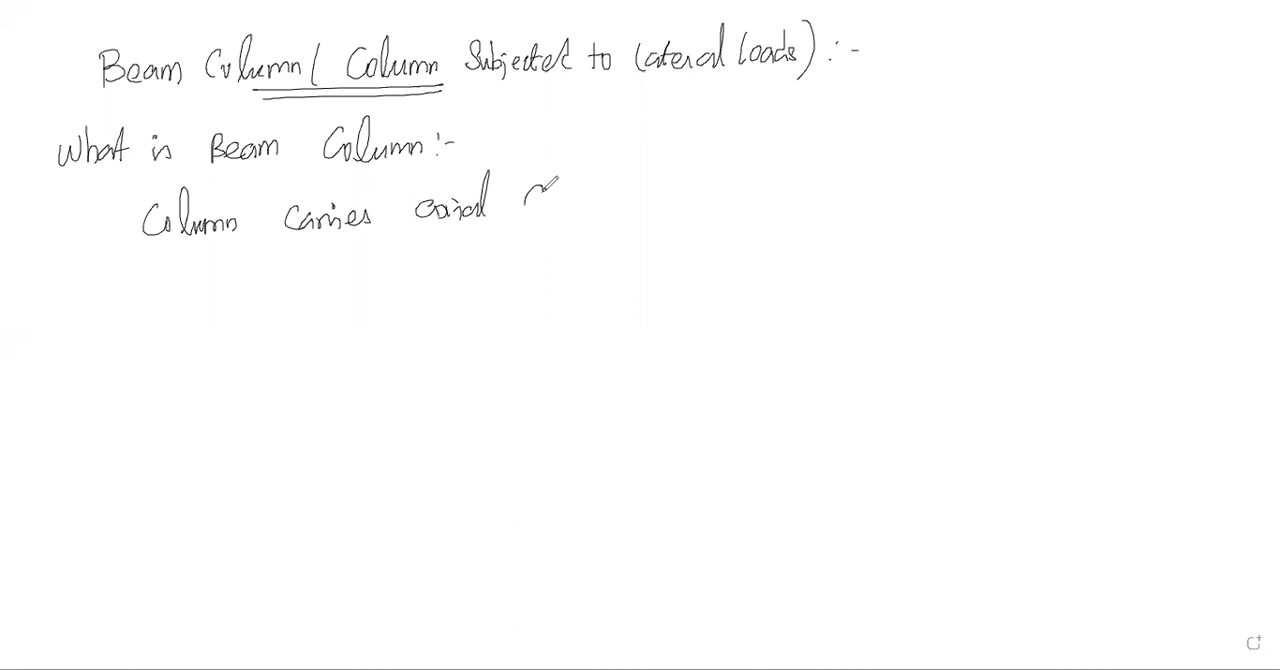 Beam Column ( Column Subjected to Lateral Loads) :-
What is Beam Column :-
Column carries axial